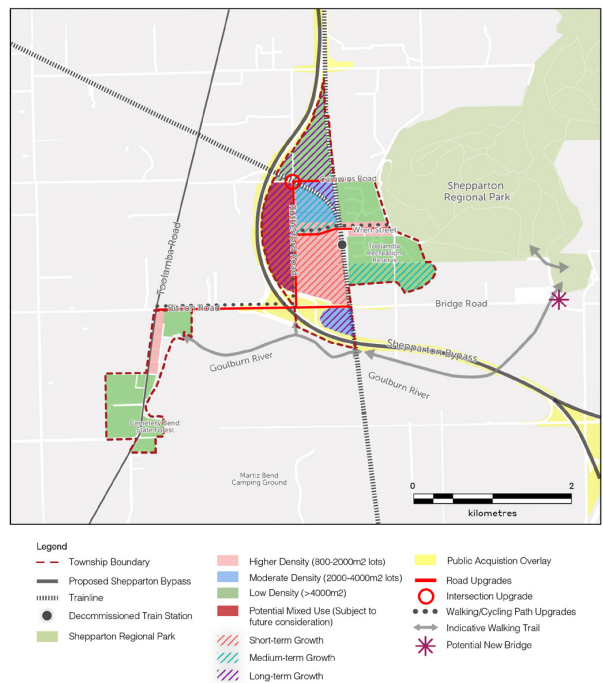 Craigwins Road
Shepparton
Regional Park
Toolamba Road
Wren Street
Toolamba
Recreation
Reserve
Bridge Road
Bitcon Road
Shepparton Bypass
Goulburn River
Goulburn River
Cemetery Bend
State Forest
Martiz Bend
Camping Ground
0
2
kilometres
Legend
Township Boundary
Proposed Shepparton Bypass
Trainline
Decommissioned Train Station
Shepparton Regional Park
Higher Density (800-2000m2 lots)
Moderate Density (2000-4000m2 lots)
Low Density (>4000m2)
Potential Mixed Use (Subject to
future consideration)
Short-term Growth
Medium-term Growth
Long-term Growth
Public Acquistion Overlay
Road Upgrades
Intersection Upgrade
Walking/Cycling Path Upgrades
Indicative Walking Trail
Potential New Bridge